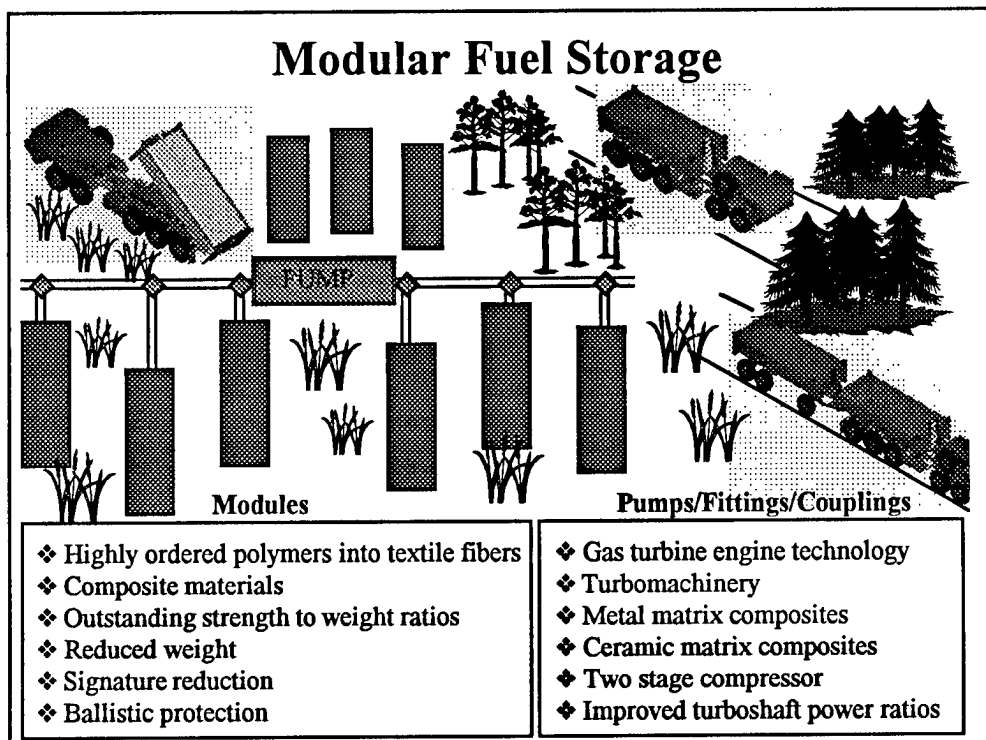 Modular Fuel Storage
PUMP
Modules
❖ Highly ordered polymers into textile fibers
❖ Composite materials
❖ Outstanding strength to weight ratios
❖ Reduced weight
❖ Signature reduction
❖ Ballistic protection
Pumps/Fittings/Couplings
❖ Gas turbine engine technology
❖ Turbomachinery
❖ Metal matrix composites
❖ Ceramic matrix composites
❖ Two stage compressor
❖ Improved turboshaft power ratios